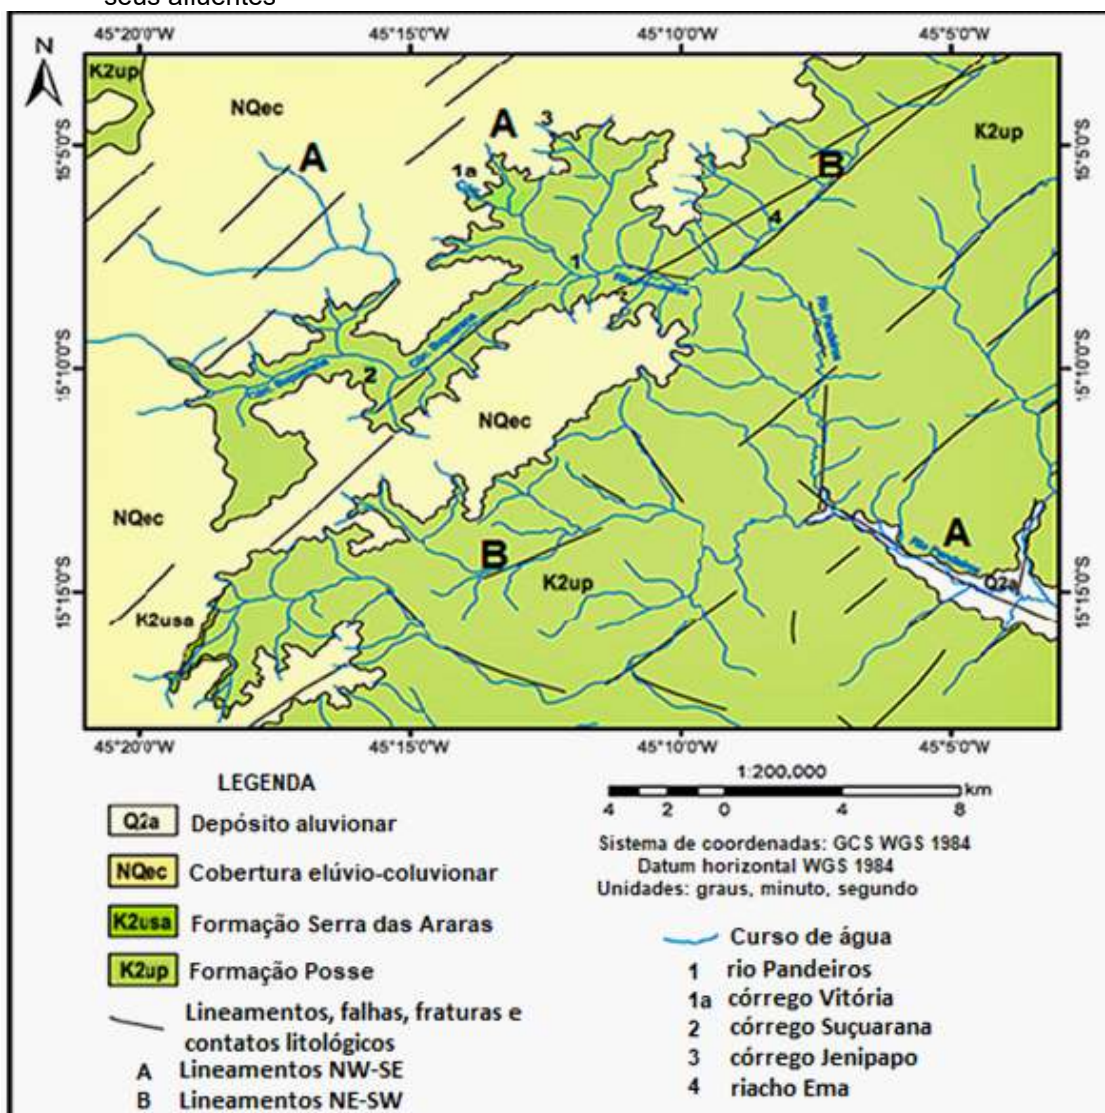 seus afluentes
45°20'0"W 45°15'0"W 45°10'0"W 45°5'0"W
N
K2up
NQec
A
A
3
K2up
15°5'0"S
15°5'0"S
1a
B
4
1
Rio Pandeiros
15°10'0"S
15°10'0"S
2
NQec
NQec
B
A
K2up
Q2a
15°15'0"S
15°15'0"S
K2usa
45°20'0"W 45°15'0"W 45°10'0"W 45°5'0"W
LEGENDA
Q2a Depósito aluvionar
NQec Cobertura elúvio-coluvionar
K2usa Formação Serra das Araras
K2up Formação Posse
Lineamentos, falhas, fraturas e
contatos litológicos
A Lineamentos NW-SE
B Lineamentos NE-SW
1:200.000
km
4 2 0 4 8
Sistema de coordenadas: GCS WGS 1984
Datum horizontal WGS 1984
Unidades: graus, minuto, segundo
Curso de água
1 rio Pandeiros
1a córrego Vitória
2 córrego Suçuarana
3 córrego Jenipapo
4 riacho Ema